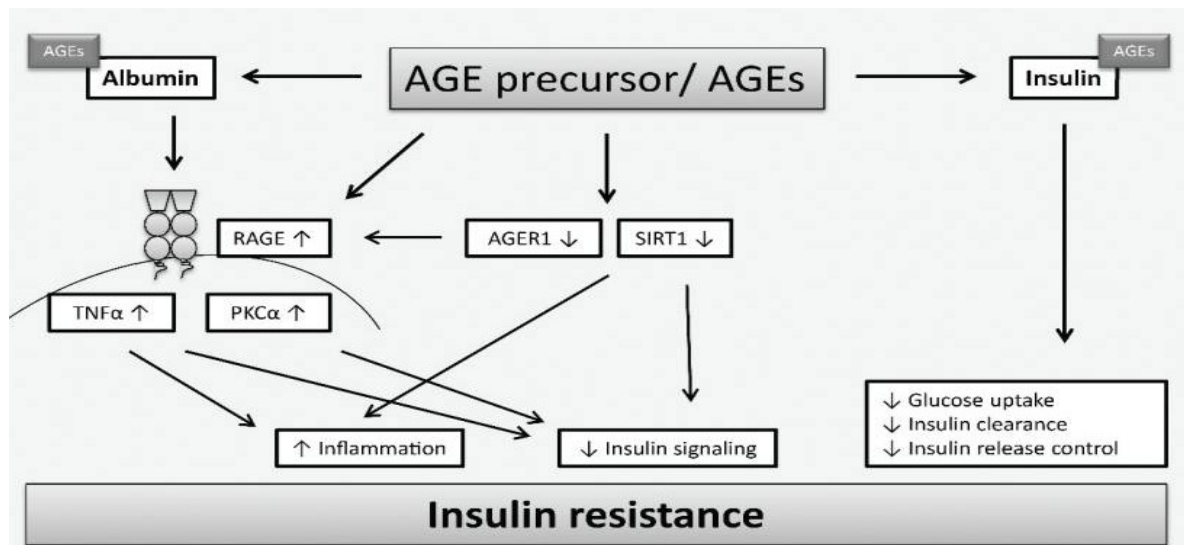 AGEs
Albumin
AGE precursor/ AGEs
AGEs
Insulin
RAGE ↑
AGER1 ↓
SIRT1 ↓
TNFα ↑
PKCα ↑
↓ Glucose uptake
↓ Insulin clearance
↓ Insulin release control
↑ Inflammation
↓ Insulin signaling
Insulin resistance